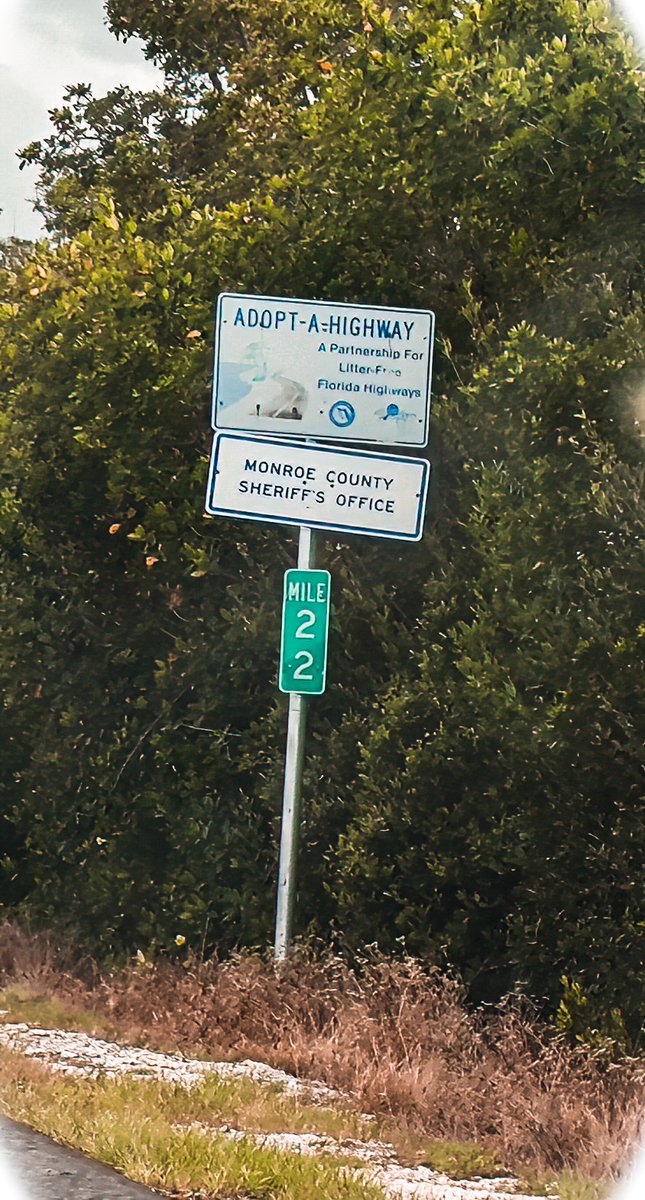 ADOPT-A-HIGHWAY
A Partnership For
Litter-Free
Florida Highways
MONROE COUNTY
SHERIFF'S OFFICE
MILE
2
2